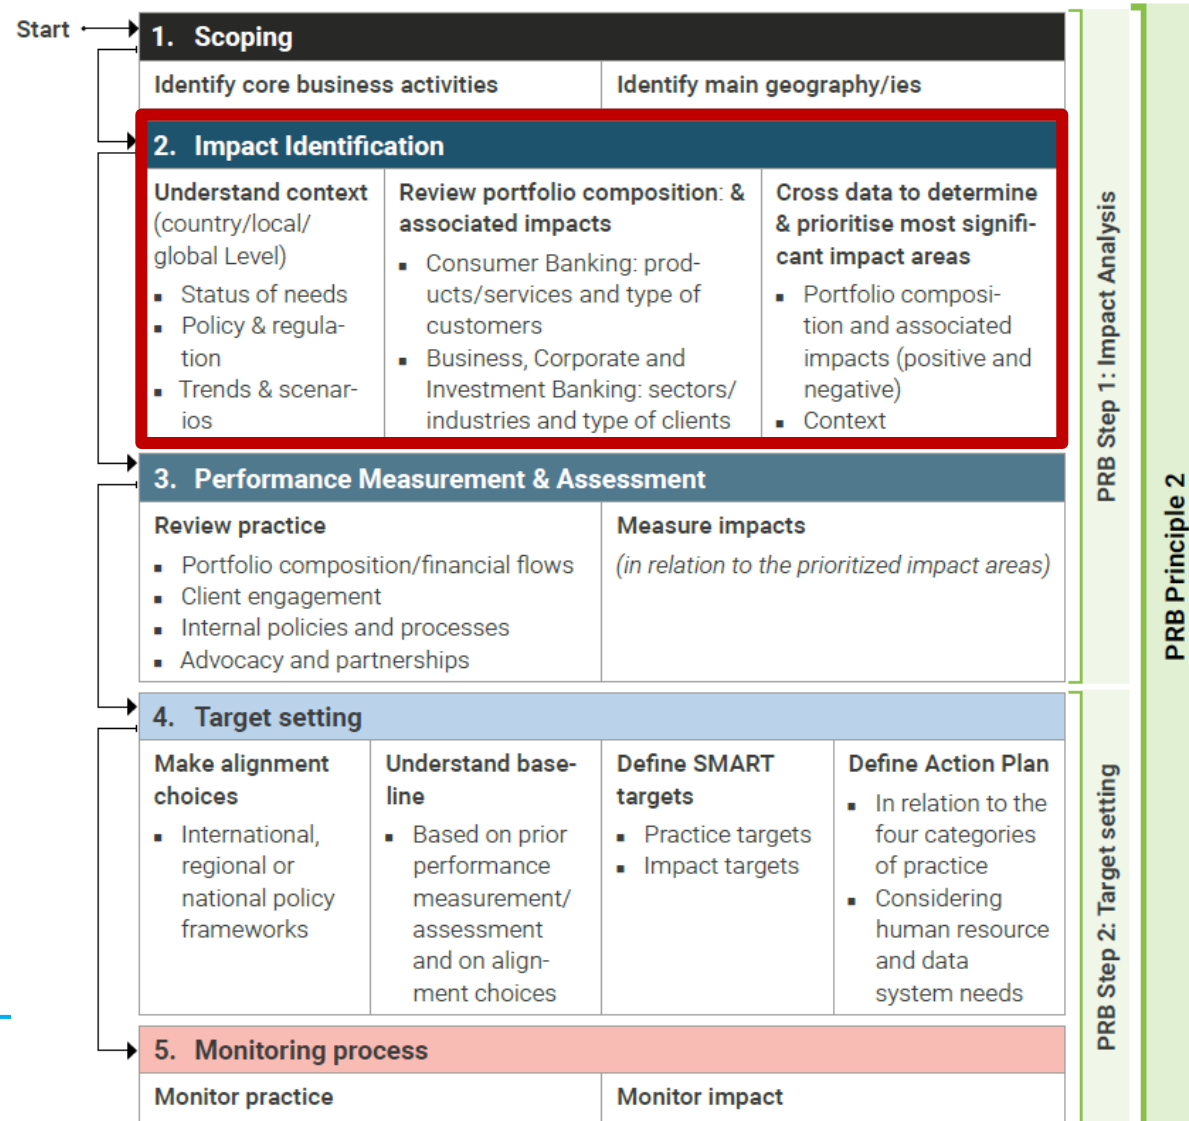 Start
1. Scoping
Identify core business activities
Identify main geography/ies
2. Impact Identification
Understand context
(country/local/
global Level)
▪ Status of needs
▪ Policy & regula-
tion
▪ Trends & scenar-
ios
Review portfolio composition: &
associated impacts
▪ Consumer Banking: prod-
ucts/services and type of
customers
▪ Business, Corporate and
Investment Banking: sectors/
industries and type of clients
Cross data to determine
& prioritise most signifi-
cant impact areas
▪ Portfolio composi-
tion and associated
impacts (positive and
negative)
▪ Context
3. Performance Measurement & Assessment
Review practice
▪ Portfolio composition/financial flows
▪ Client engagement
▪ Internal policies and processes
▪ Advocacy and partnerships
Measure impacts
(in relation to the prioritized impact areas)
4. Target setting
Make alignment
choices
▪ International,
regional or
national policy
frameworks
Understand base-
line
▪ Based on prior
performance
measurement/
assessment
and on align-
ment choices
Define SMART
targets
▪ Practice targets
▪ Impact targets
Define Action Plan
▪ In relation to the
four categories
of practice
▪ Considering
human resource
and data
system needs
5. Monitoring process
Monitor practice
Monitor impact
PRB Step 1: Impact Analysis
PRB Step 2: Target setting
PRB Principle 2